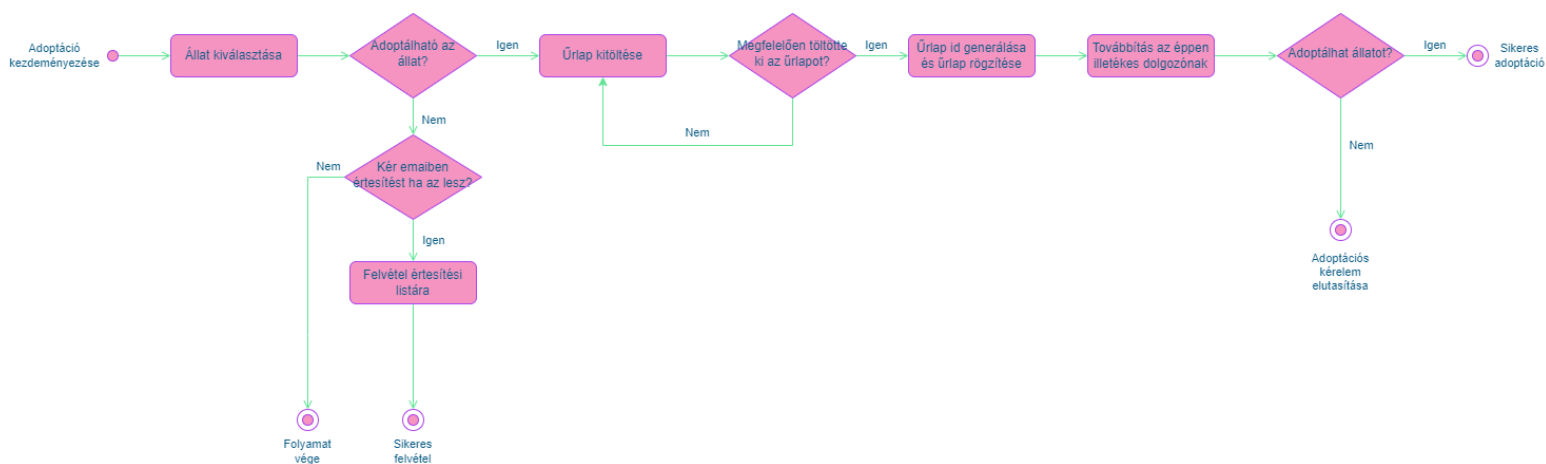 Adoptáció
kezdeményezése
Állat kiválasztása
Adoptálható az
állat?
Igen
Űrlap kitöltése
Megfelelően töltötte
ki az űrlapot?
Igen
Űrlap id generálása
és űrlap rögzítése
Továbbítás az éppen
illetékes dolgozónak
Adoptálhat állatot?
Igen
Sikeres
adoptáció
Nem
Nem
Nem
Nem
Kér emaiben
értesítést ha az lesz?
Igen
Felvétel értesítési
listára
Adoptációs
kérelem
elutasítása
Folyamat
vége
Sikeres
felvétel